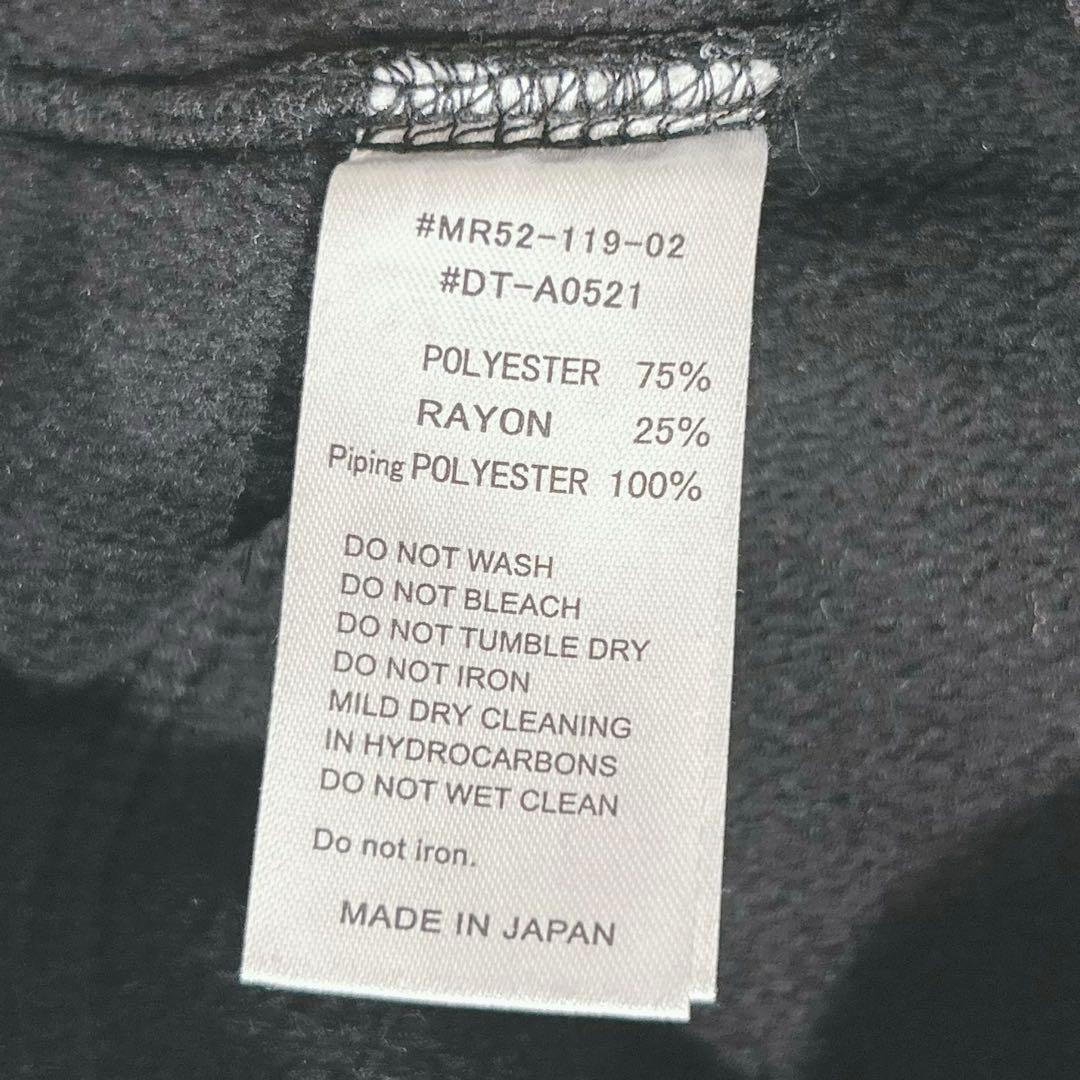 #MR52-119-02
#DT-A0521
POLYESTER 75%
RAYON 25%
Piping POLYESTER 100%
DO NOT WASH
DO NOT BLEACH
DO NOT TUMBLE DRY
DO NOT IRON
MILD DRY CLEANING
IN HYDROCARBONS
DO NOT WET CLEAN
Do not iron.
MADE IN JAPAN